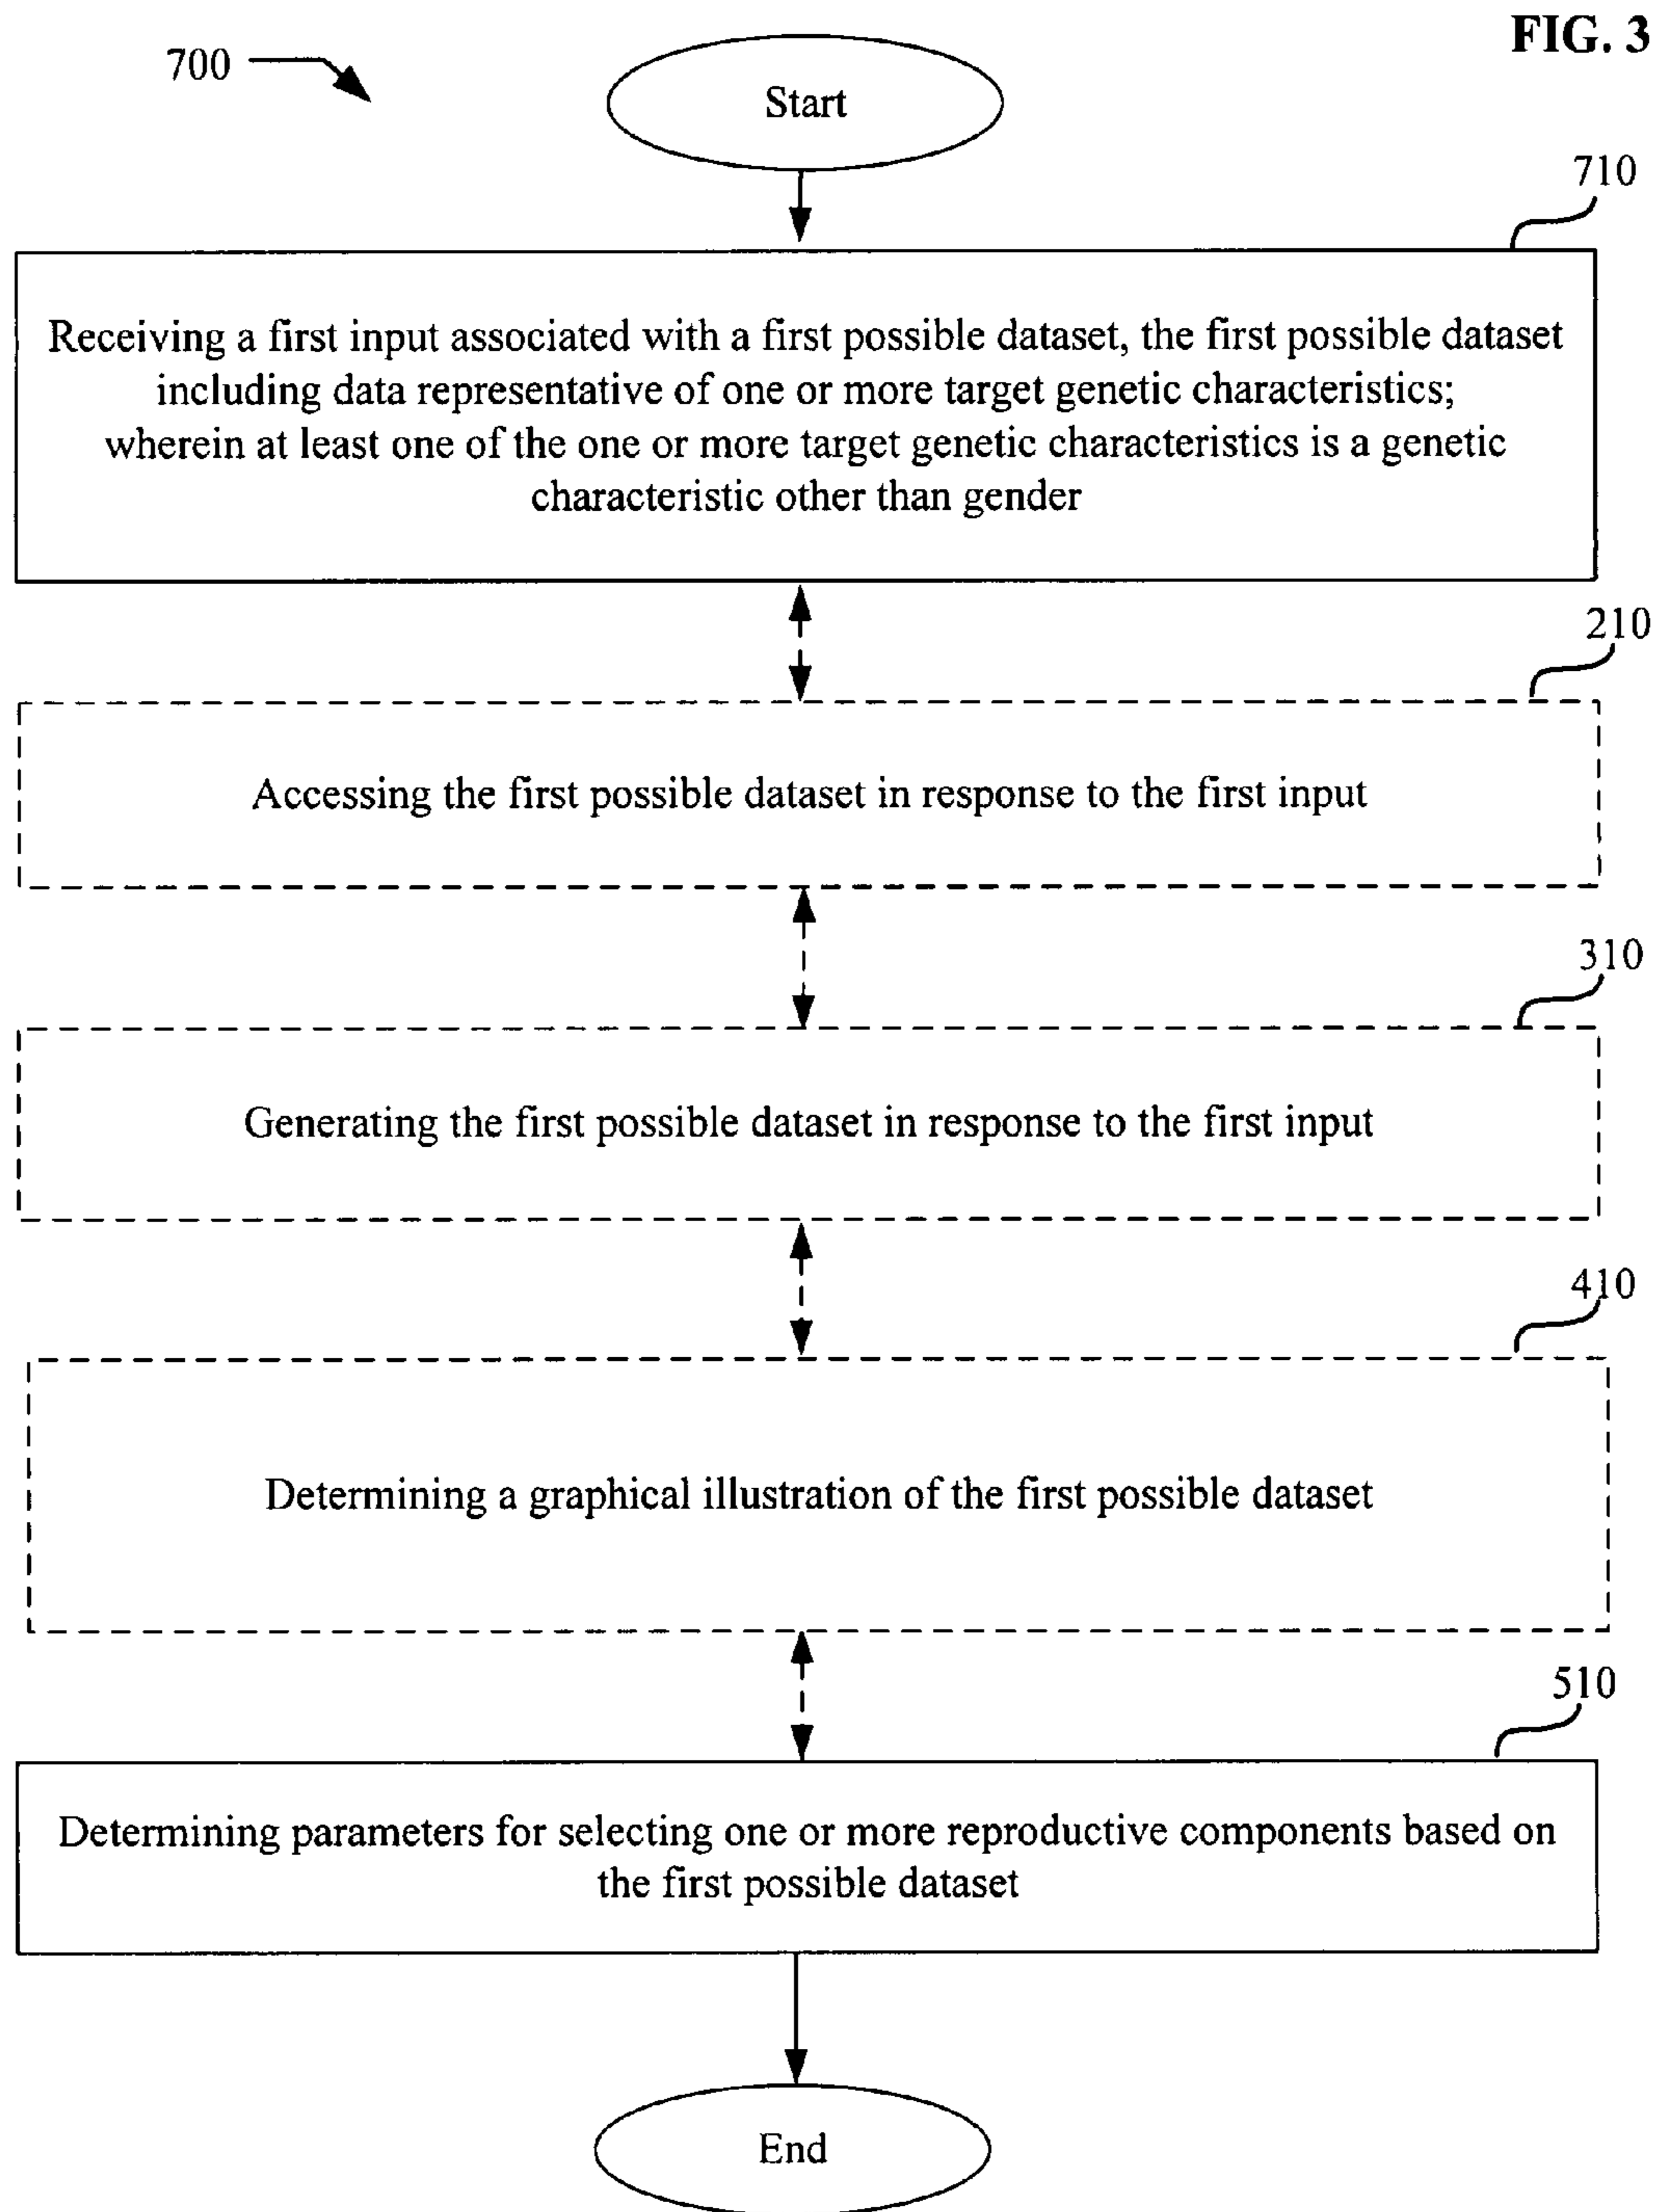 FIG. 3
700
Start
710
Receiving a first input associated with a first possible dataset, the first possible dataset
including data representative of one or more target genetic characteristics;
wherein at least one of the one or more target genetic characteristics is a genetic
characteristic other than gender
210
Accessing the first possible dataset in response to the first input
310
Generating the first possible dataset in response to the first input
410
Determining a graphical illustration of the first possible dataset
510
Determining parameters for selecting one or more reproductive components based on
the first possible dataset
End